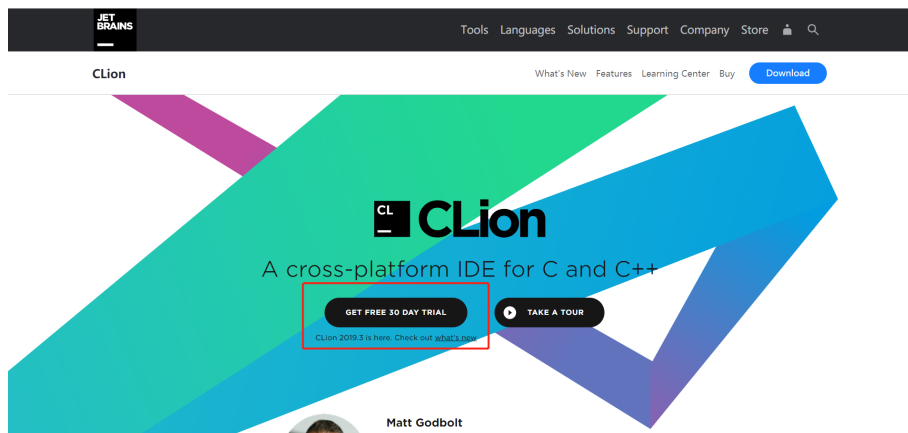 JET
BRAINS
Tools Languages Solutions Support Company Store
CLion
What's New Features Learning Center Buy Download
CL
CLion
A cross-platform IDE for C and C++
GET FREE 30 DAY TRIAL
TAKE A TOUR
CLion 2019.3 is here. Check out what's new
Matt Godbolt